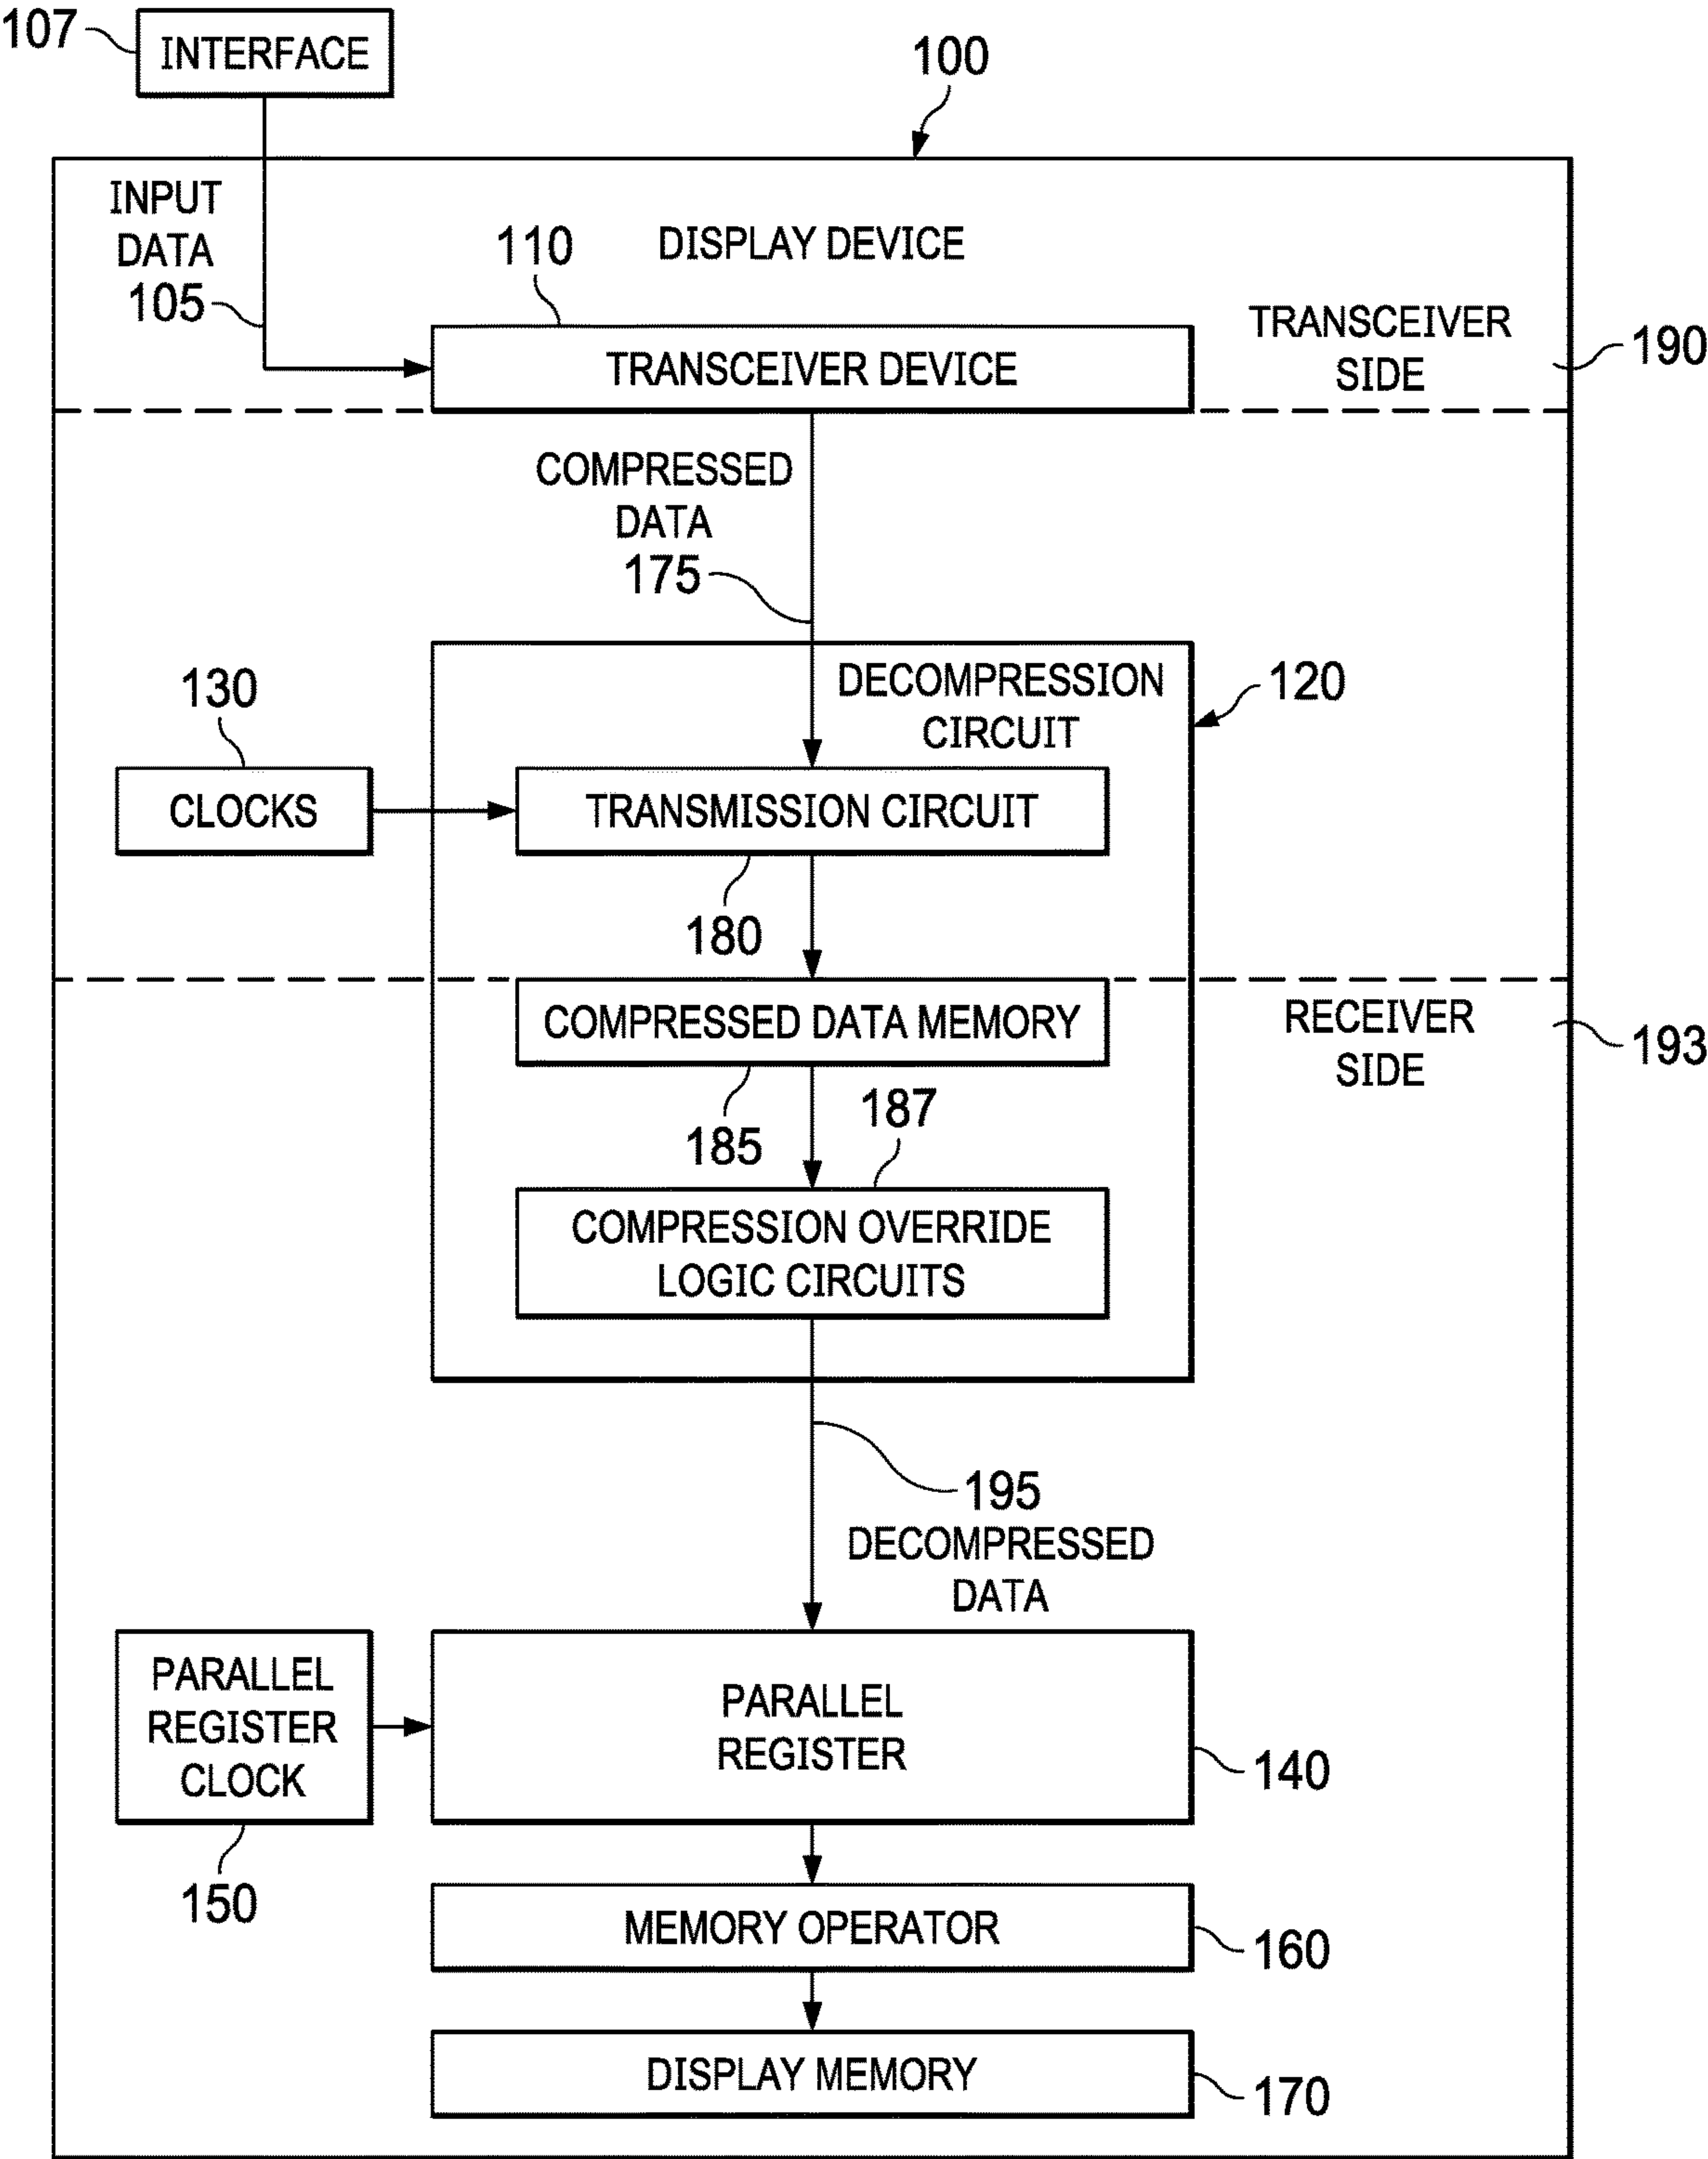 107
INTERFACE
100
INPUT
DATA
105
110
DISPLAY DEVICE
TRANSCEIVER
SIDE
190
TRANSCEIVER DEVICE
COMPRESSED
DATA
175
130
DECOMPRESSION
CIRCUIT
120
CLOCKS
TRANSMISSION CIRCUIT
180
COMPRESSED DATA MEMORY
RECEIVER
SIDE
193
185
187
COMPRESSION OVERRIDE
LOGIC CIRCUITS
195
DECOMPRESSED
DATA
PARALLEL
REGISTER
CLOCK
150
PARALLEL
REGISTER
140
MEMORY OPERATOR
160
DISPLAY MEMORY
170